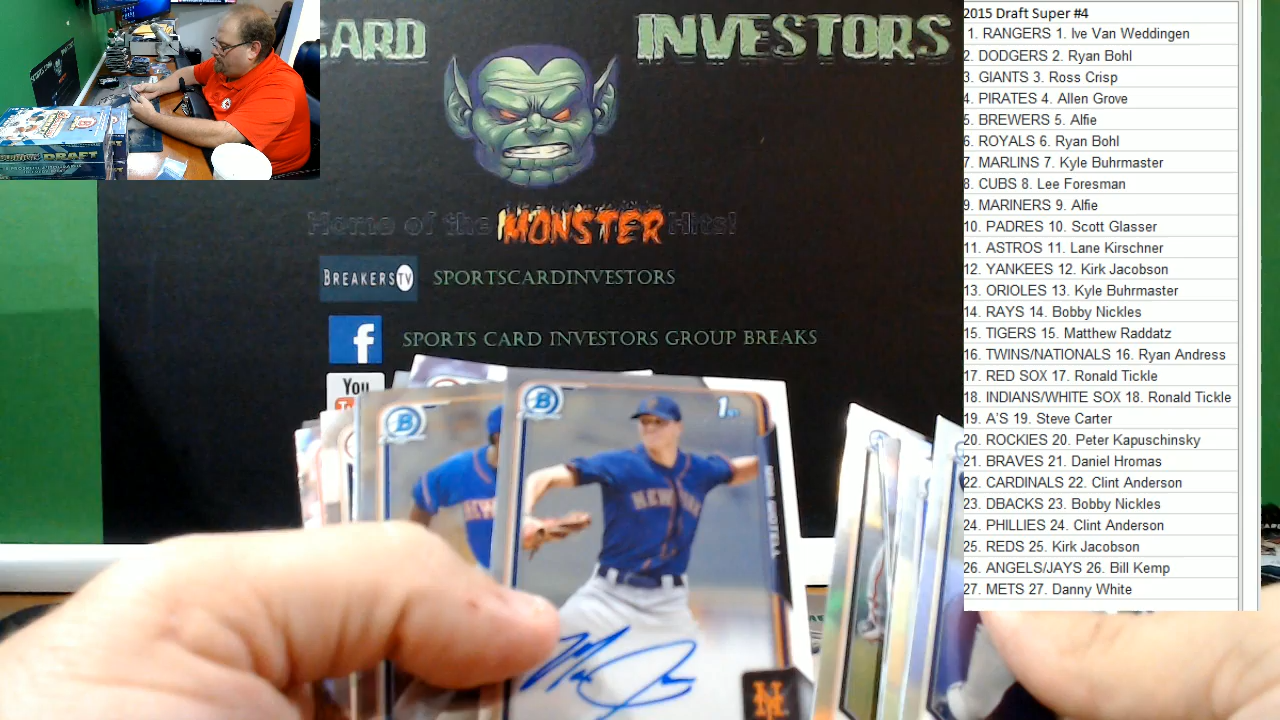 CARD INVESTORS
Home of the MONSTER Hits!
BREAKERS TV SPORTSCARDINVESTORS
f SPORTS CARD INVESTORS GROUP BREAKS
You
B
B
1st
NEW YORK
NY
DRAFT
2015 Draft Super #4
1. RANGERS 1. Ive Van Weddingen
2. DODGERS 2. Ryan Bohl
3. GIANTS 3. Ross Crisp
4. PIRATES 4. Allen Grove
5. BREWERS 5. Alfie
6. ROYALS 6. Ryan Bohl
7. MARLINS 7. Kyle Buhrmaster
8. CUBS 8. Lee Foresman
9. MARINERS 9. Alfie
10. PADRES 10. Scott Glasser
11. ASTROS 11. Lane Kirschner
12. YANKEES 12. Kirk Jacobson
13. ORIOLES 13. Kyle Buhrmaster
14. RAYS 14. Bobby Nickles
15. TIGERS 15. Matthew Raddatz
16. TWINS/NATIONALS 16. Ryan Andress
17. RED SOX 17. Ronald Tickle
18. INDIANS/WHITE SOX 18. Ronald Tickle
19. A'S 19. Steve Carter
20. ROCKIES 20. Peter Kapuschinsky
21. BRAVES 21. Daniel Hromas
22. CARDINALS 22. Clint Anderson
23. DBACKS 23. Bobby Nickles
24. PHILLIES 24. Clint Anderson
25. REDS 25. Kirk Jacobson
26. ANGELS/JAYS 26. Bill Kemp
27. METS 27. Danny White